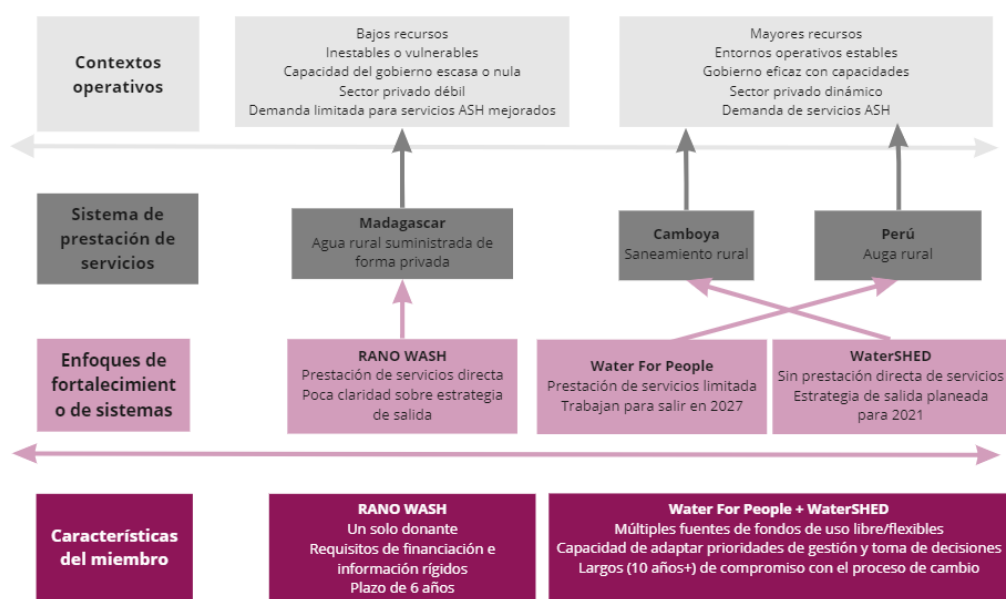 Contextos
operativos
Bajos recursos
Inestables o vulnerables
Capacidad del gobierno escasa o nula
Sector privado débil
Demanda limitada para servicios ASH mejorados
Mayores recursos
Entornos operativos estables
Gobierno eficaz con capacidades
Sector privado dinámico
Demanda de servicios ASH
Sistema de
prestación de
servicios
Madagascar
Agua rural suministrada de
forma privada
Camboya
Saneamiento rural
Perú
Auga rural
Enfoques de
fortalecimient
o de sistemas
RANO WASH
Prestación de servicios directa
Poca claridad sobre estrategia
de salida
Water For People
Prestación de servicios limitada
Trabajan para salir en 2027
WaterSHED
Sin prestación directa de servicios
Estrategia de salida planeada
para 2021
Características
del miembro
RANO WASH
Un solo donante
Requisitos de financiación e
información rígidos
Plazo de 6 años
Water For People + WaterSHED
Múltiples fuentes de fondos de uso libre/flexibles
Capacidad de adaptar prioridades de gestión y toma de decisiones
Largos (10 años+) de compromiso con el proceso de cambio